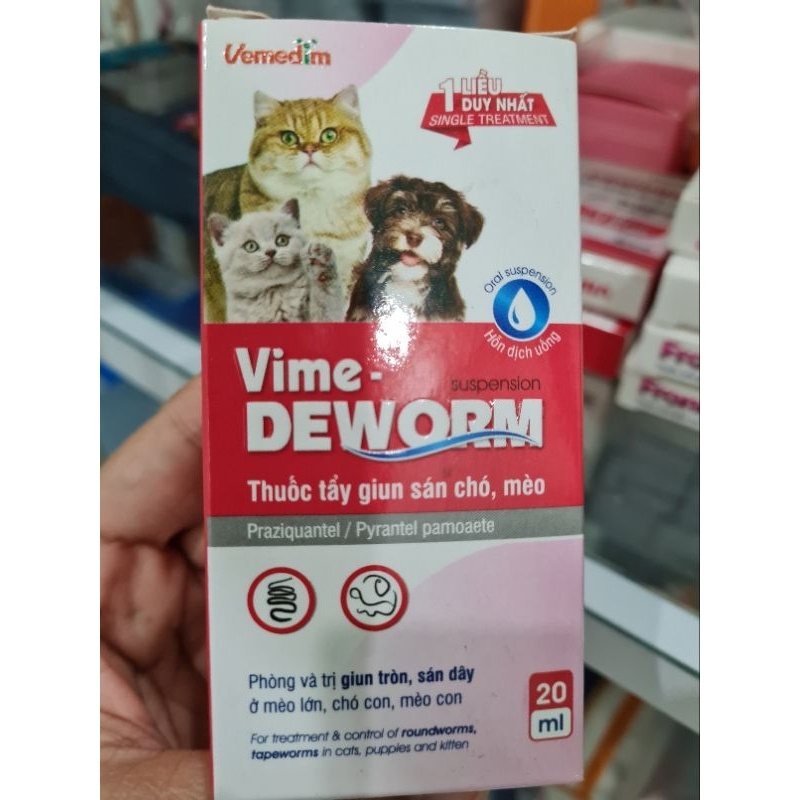 Vemedim
1 LIỀU
DUY NHẤT
SINGLE TREATMENT
Oral suspension
Hỗn dịch uống
Vime -
suspension
DEWORM
Thuốc tẩy giun sán chó, mèo
Praziquantel / Pyrantel pamoaete
Phòng và trị giun tròn, sán dây
ở mèo lớn, chó con, mèo con
20
ml
For treatment & control of roundworms,
tapeworms in cats, puppies and kitten